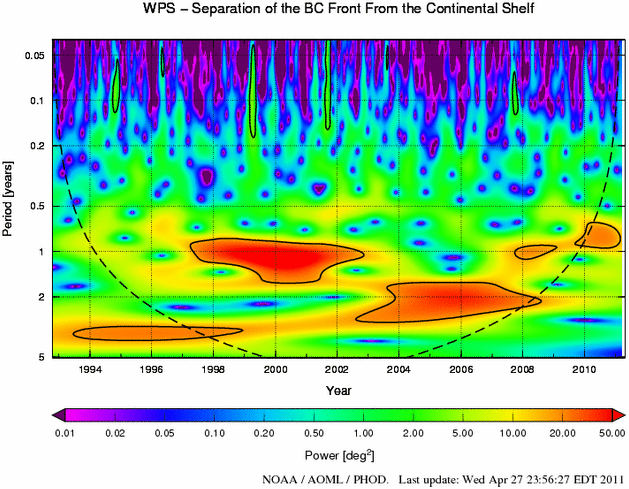 WPS − Separation of the BC Front From the Continental Shelf
0.05
0.1
0.2
0.5
1
2
5
Period [years]
1994 1996 1998 2000 2002 2004 2006 2008 2010
Year
0.01 0.02 0.05 0.10 0.20 0.50 1.00 2.00 5.00 10.00 20.00 50.00
Power [deg²]
NOAA / AOML / PHOD. Last update: Wed Apr 27 23:56:27 EDT 2011